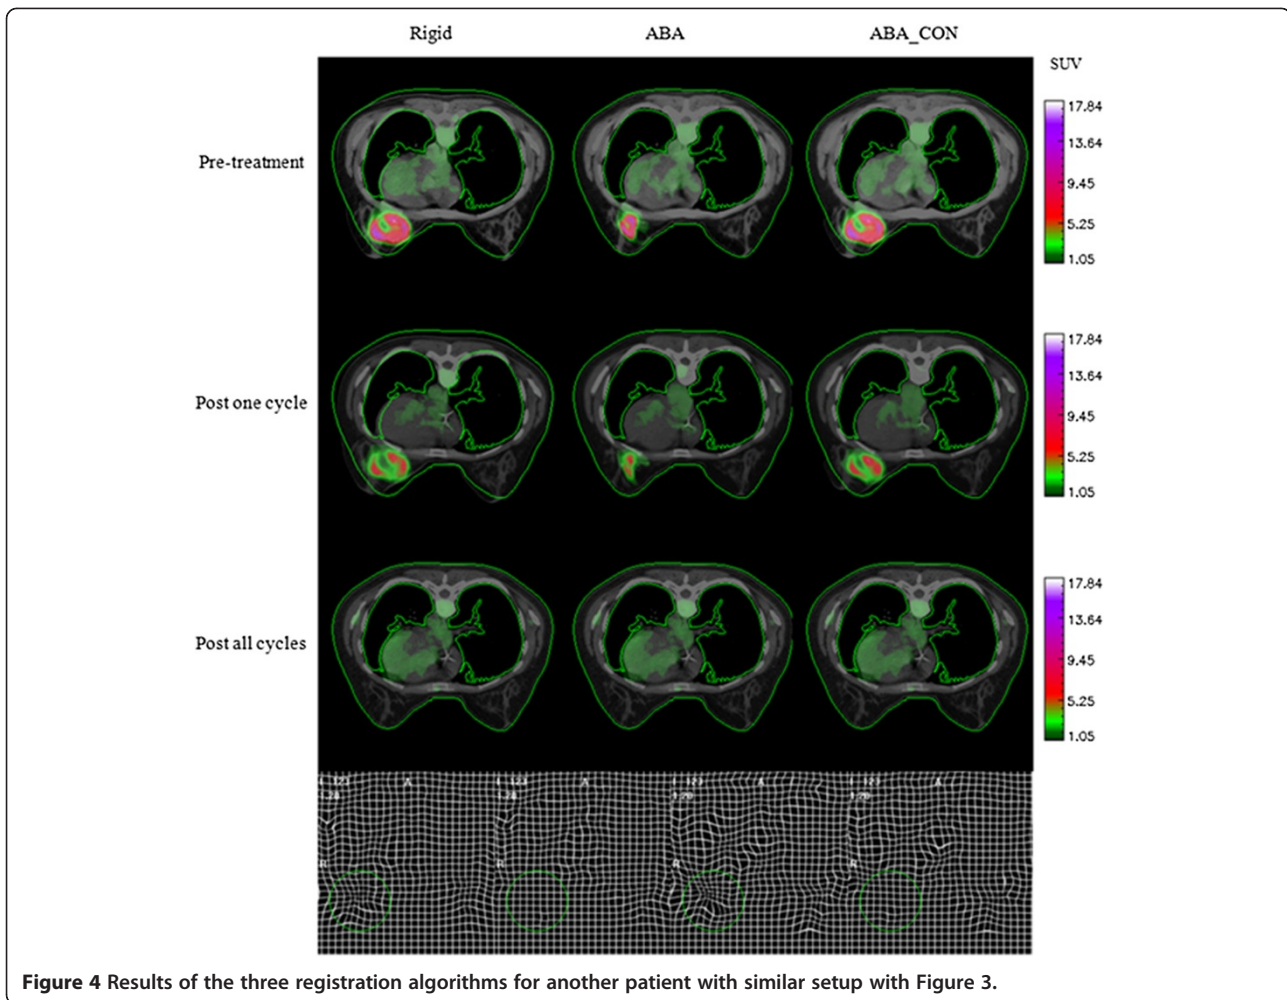 Rigid ABA ABA_CON
SUV
Pre-treatment
17.84
13.64
9.45
5.25
1.05
Post one cycle
17.84
13.64
9.45
5.25
1.05
Post all cycles
17.84
13.64
9.45
5.25
1.05
A A A A
R R R R
Figure 4 Results of the three registration algorithms for another patient with similar setup with Figure 3.